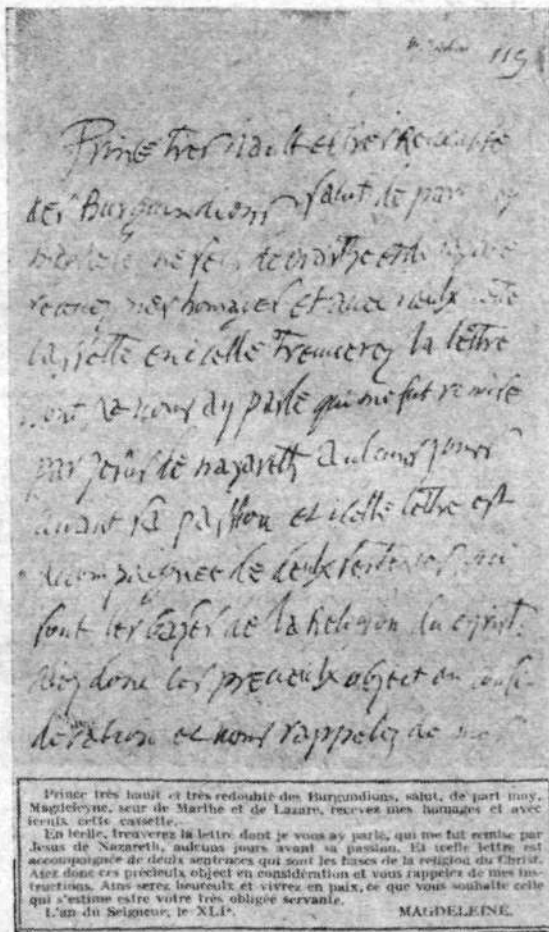 119
Prince tres hault et tres Redoubte
des Burgundions salut de part
recevez mes homages et avec
cassette en icelle trouverez la lettre
dont je vous ay parle qui me fut remise
par Jesus de nazareth aulcuns jours
avant sa passion et icelle lettre est
accompaignee de deulx sentences qui
sont les bases de la Religion du christ.
Ayez donc ces precieulx object en consi-
deration et vous rappelez de
Prince très hault et très redoubté des Burgundions, salut, de part moy,
Magdeleyne, seur de Marthe et de Lazare, recevez mes homages et avec
iceulx cette cassette.
En icelle, treuverez la lettre dont je vous ay parlé, qui me fut remise par
Jesus de Nazareth, aulcuns jours avant sa passion. Et icelle lettre est
accompaignée de deulx sentences qui sont les bases de la religion du Christ.
Aiez donc ces précieulx object en considération et vous rappelez de mes ins-
tructions. Ains serez heureulx et vivrez en paix, ce que vous souhaite celle
qui s'estime estre votre très obligée servante.
L'an du Seigneur, le XLIe. MAGDELEINE.